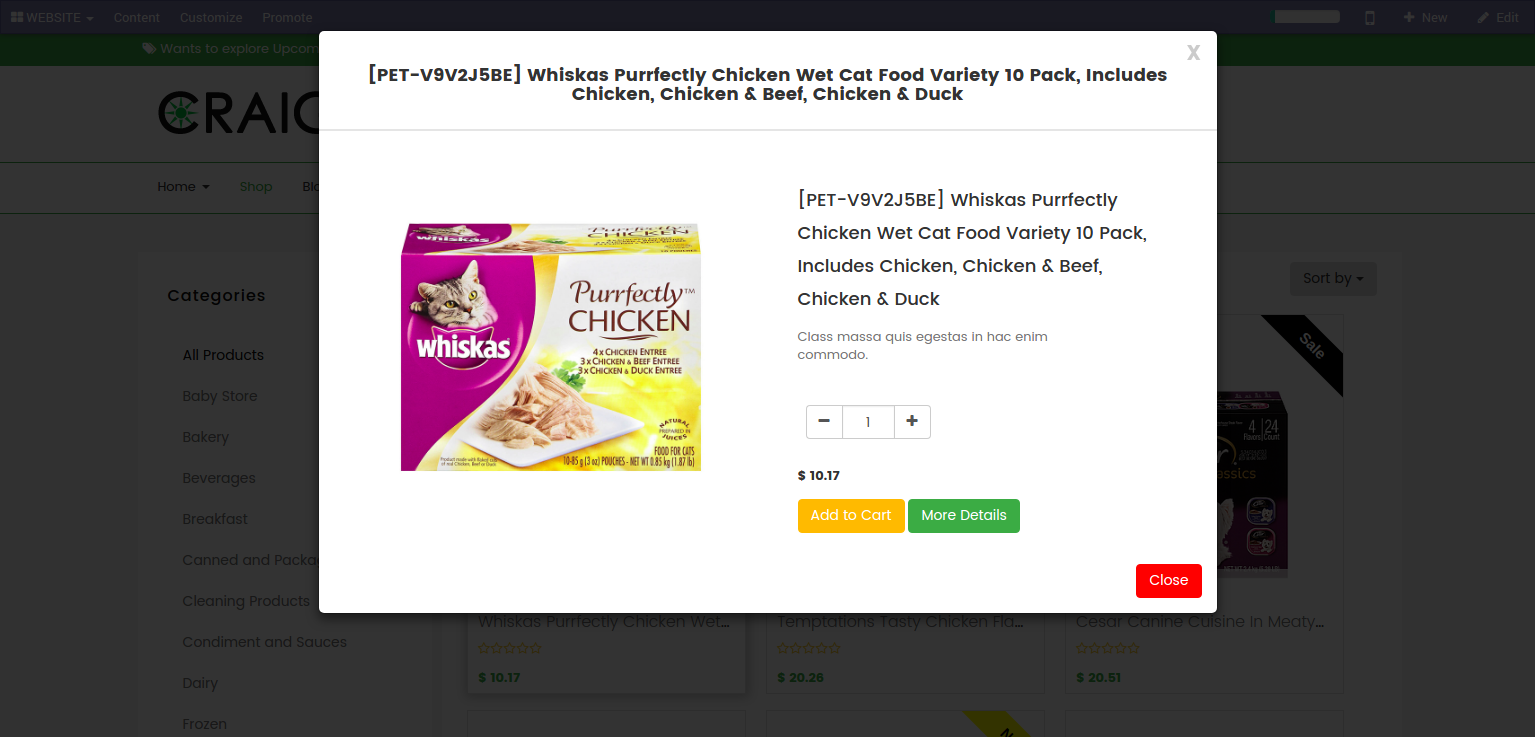 WEBSITE Content Customize Promote New Edit
Wants to explore Upcom
CRAIC
Home Shop Blo
X
[PET-V9V2J5BE] Whiskas Purrfectly Chicken Wet Cat Food Variety 10 Pack, Includes
Chicken, Chicken & Beef, Chicken & Duck
[PET-V9V2J5BE] Whiskas Purrfectly
Chicken Wet Cat Food Variety 10 Pack,
Includes Chicken, Chicken & Beef,
Chicken & Duck
Class massa quis egestas in hac enim
commodo.
1
$ 10.17
Add to Cart More Details
Close
whiskas
Purrfectly
CHICKEN
Purrfectly™
CHICKEN
whiskas
4 x CHICKEN ENTREE
3 x CHICKEN & BEEF ENTREE
3 x CHICKEN & DUCK ENTREE
NATURAL
PREPARED IN
JUICES
FOOD FOR CATS
10-85 g (3 oz) POUCHES - NET WT 0.85 kg (1.87 lb)
Categories
All Products
Baby Store
Bakery
Beverages
Breakfast
Canned and Packa
Cleaning Products
Condiment and Sauces
Dairy
Frozen
Sort by
Sale
4 24
Flavors Count
assics
Whiskas Purrfectly Chicken Wet...
$ 10.17
Temptations Tasty Chicken Fla...
$ 20.26
Cesar Canine Cuisine In Meaty...
$ 20.51